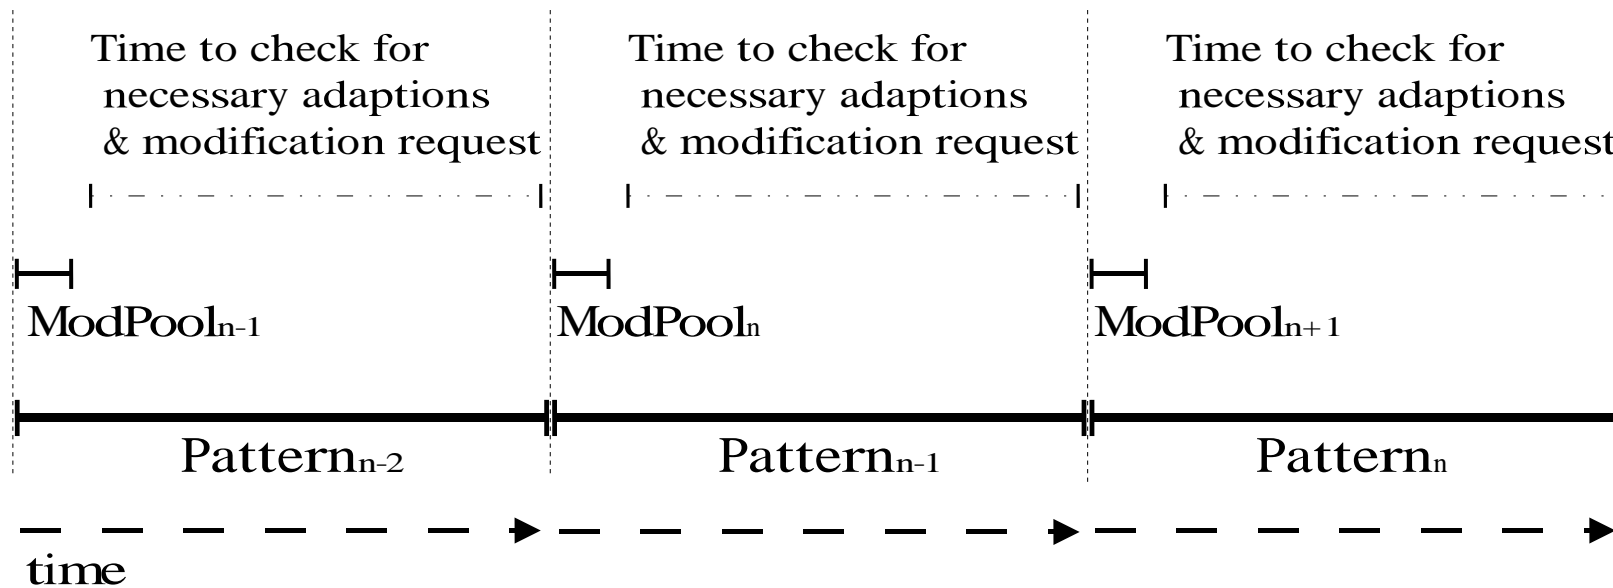 Time to check for
necessary adaptions
& modification request
Time to check for
necessary adaptions
& modification request
Time to check for
necessary adaptions
& modification request
ModPooln-1
ModPooln
ModPooln+1
Patternn-2
Patternn-1
Patternn
time